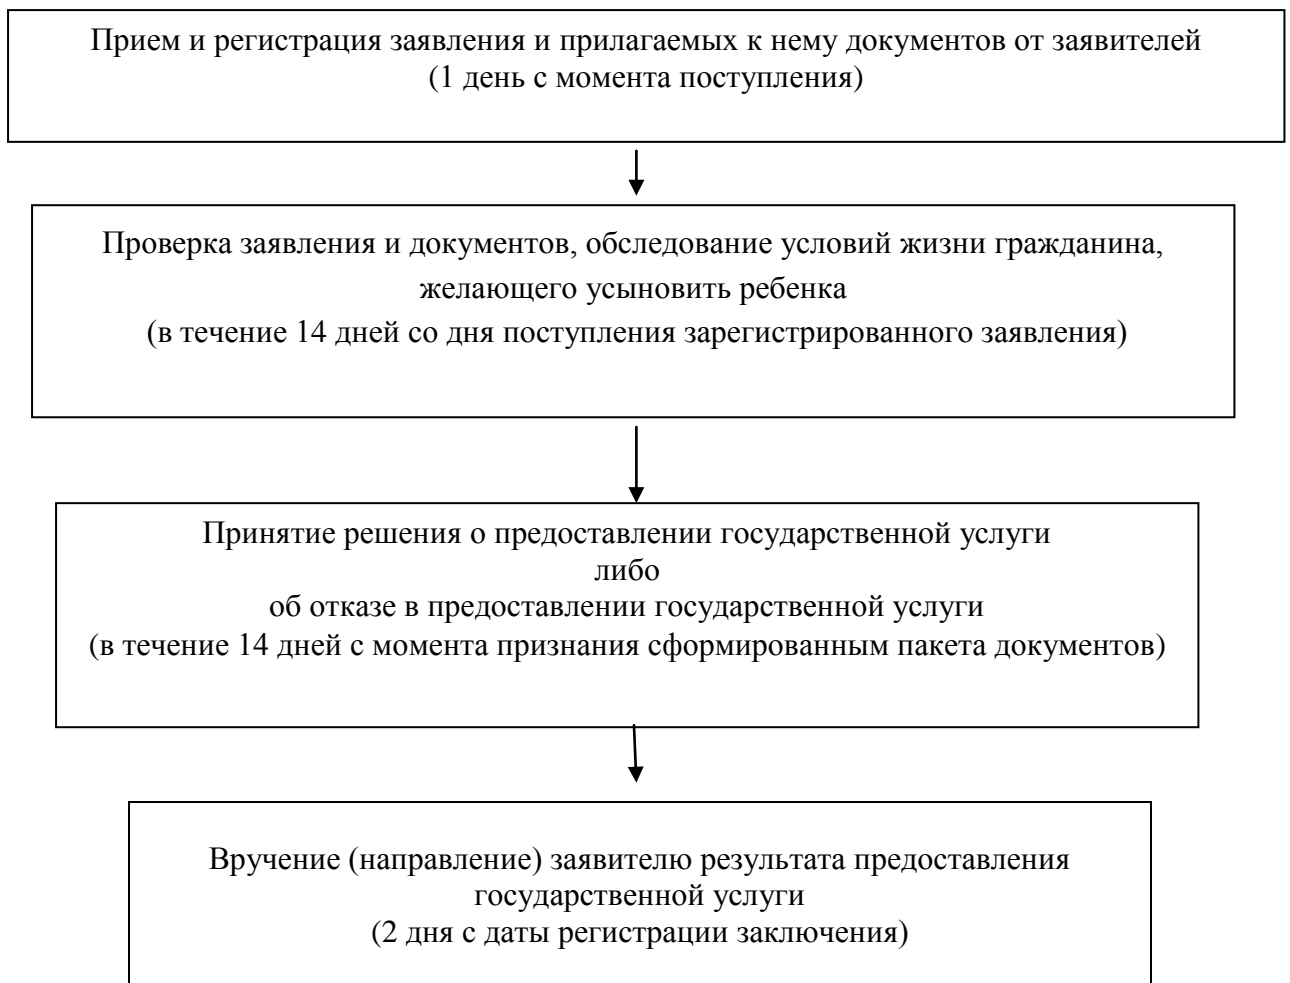 Прием и регистрация заявления и прилагаемых к нему документов от заявителей
(1 день с момента поступления)
Проверка заявления и документов, обследование условий жизни гражданина,
желающего усыновить ребенка
(в течение 14 дней со дня поступления зарегистрированного заявления)
Принятие решения о предоставлении государственной услуги
либо
об отказе в предоставлении государственной услуги
(в течение 14 дней с момента признания сформированным пакета документов)
Вручение (направление) заявителю результата предоставления
государственной услуги
(2 дня с даты регистрации заключения)